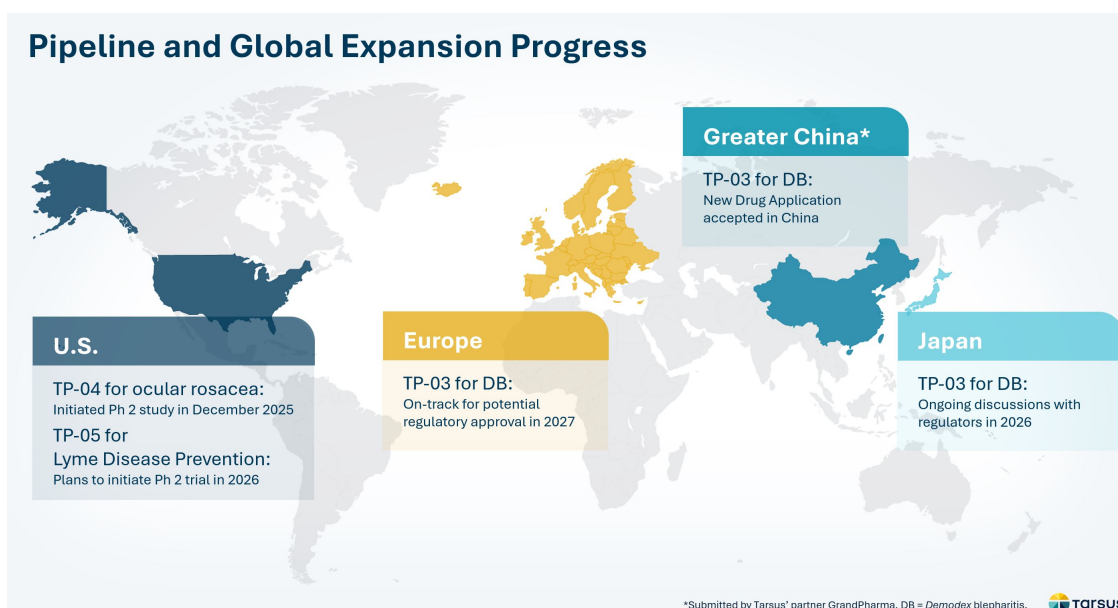 Pipeline and Global Expansion Progress
Greater China*
TP-03 for DB:
New Drug Application
accepted in China
U.S.
TP-04 for ocular rosacea:
Initiated Ph 2 study in December 2025
TP-05 for
Lyme Disease Prevention:
Plans to initiate Ph 2 trial in 2026
Europe
TP-03 for DB:
On-track for potential
regulatory approval in 2027
Japan
TP-03 for DB:
Ongoing discussions with
regulators in 2026
*Submitted by Tarsus' partner GrandPharma. DB = Demodex blepharitis.
Tarsus